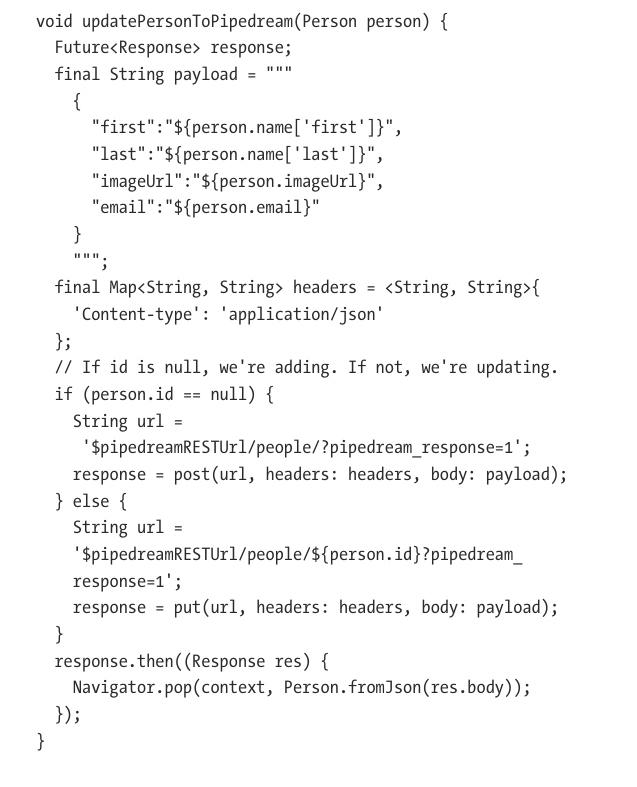 void updatePersonToPipedream(Person person) {
  Future<Response> response;
  final String payload = """
    {
      "first":"${person.name['first']}",
      "last":"${person.name['last']}",
      "imageUrl":"${person.imageUrl}",
      "email":"${person.email}"
    }
    """;
  final Map<String, String> headers = <String, String>{
    'Content-type': 'application/json'
  };
  // If id is null, we're adding. If not, we're updating.
  if (person.id == null) {
    String url =
     '$pipedreamRESTUrl/people/?pipedream_response=1';
    response = post(url, headers: headers, body: payload);
  } else {
    String url =
    '$pipedreamRESTUrl/people/${person.id}?pipedream_
    response=1';
    response = put(url, headers: headers, body: payload);
  }
  response.then((Response res) {
    Navigator.pop(context, Person.fromJson(res.body));
  });
}